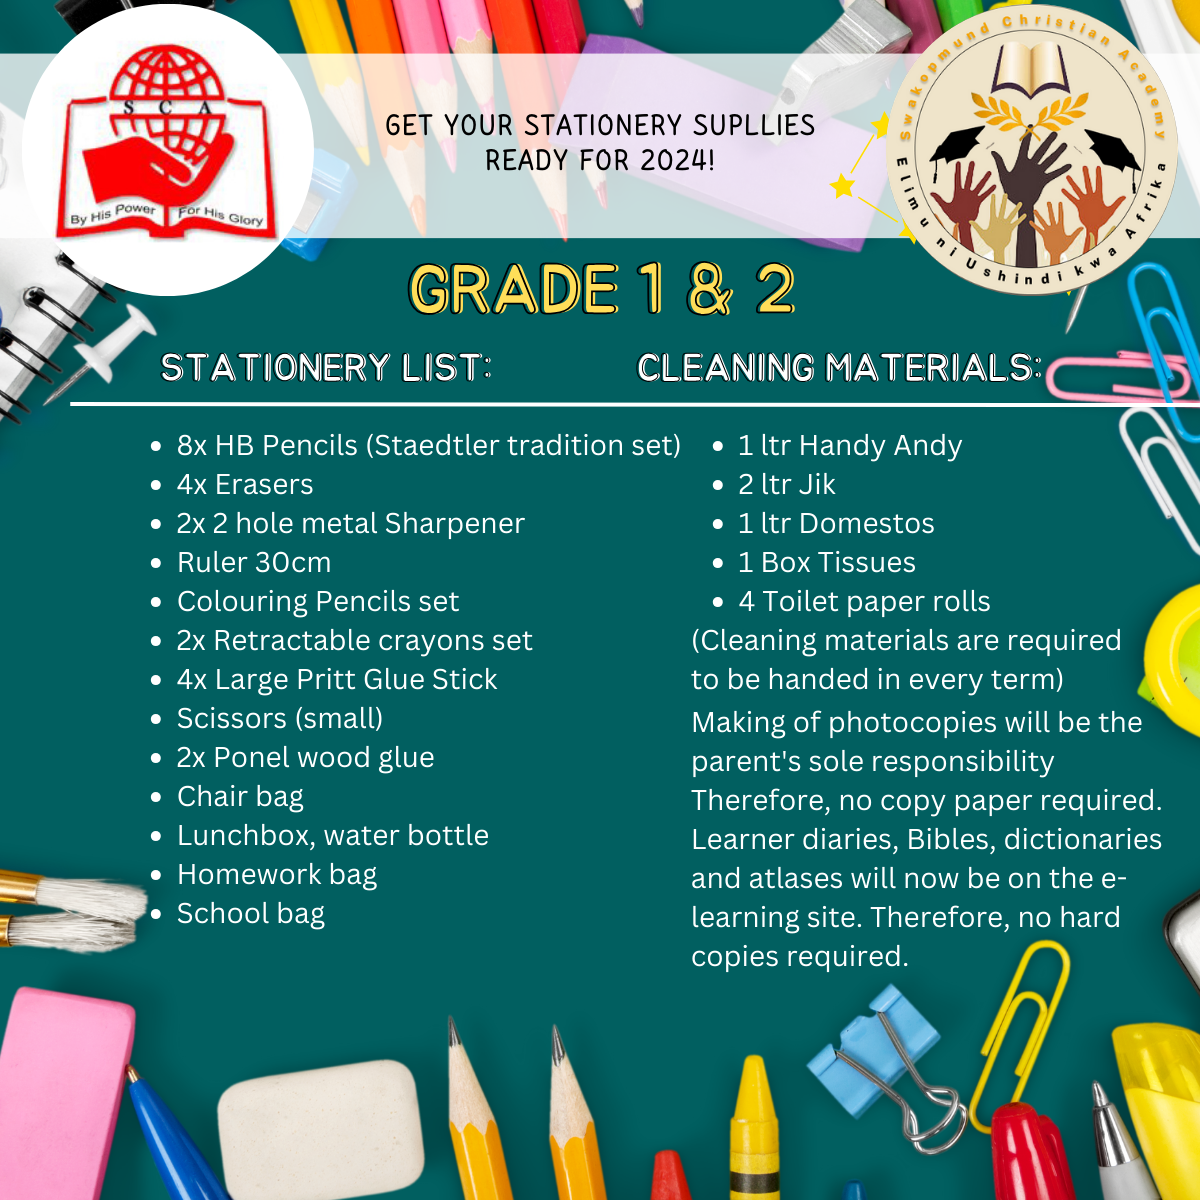 S C A
By His Power For His Glory
GET YOUR STATIONERY SUPLLIES
READY FOR 2024!
Swakopmund Christian Academy
Elimu ni Ushindi kwa Afrika
GRADE 1 & 2
STATIONERY LIST:
8x HB Pencils (Staedtler tradition set)
4x Erasers
2x 2 hole metal Sharpener
Ruler 30cm
Colouring Pencils set
2x Retractable crayons set
4x Large Pritt Glue Stick
Scissors (small)
2x Ponel wood glue
Chair bag
Lunchbox, water bottle
Homework bag
School bag
CLEANING MATERIALS:
1 ltr Handy Andy
2 ltr Jik
1 ltr Domestos
1 Box Tissues
4 Toilet paper rolls
(Cleaning materials are required
to be handed in every term)
Making of photocopies will be the
parent's sole responsibility
Therefore, no copy paper required.
Learner diaries, Bibles, dictionaries
and atlases will now be on the e-
learning site. Therefore, no hard
copies required.